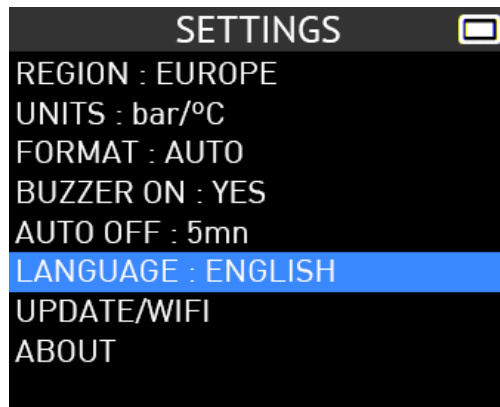 SETTINGS
REGION : EUROPE
UNITS : bar/ºC
FORMAT : AUTO
BUZZER ON : YES
AUTO OFF : 5mn
LANGUAGE : ENGLISH
UPDATE/WIFI
ABOUT